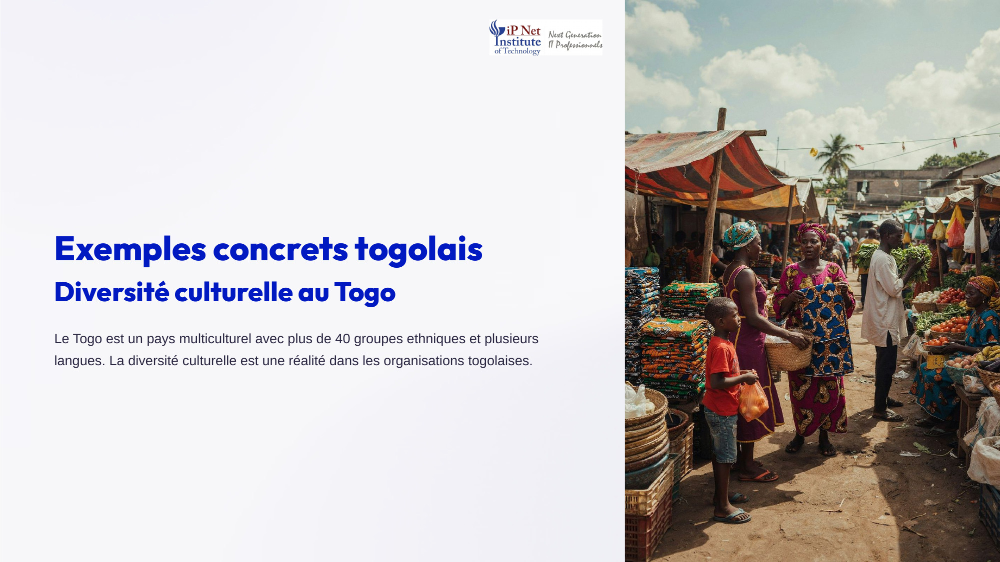 iP Net
Institute
of Technology
Next Generation
IT Professionnels
Exemples concrets togolais
Diversité culturelle au Togo
Le Togo est un pays multiculturel avec plus de 40 groupes ethniques et plusieurs
langues. La diversité culturelle est une réalité dans les organisations togolaises.